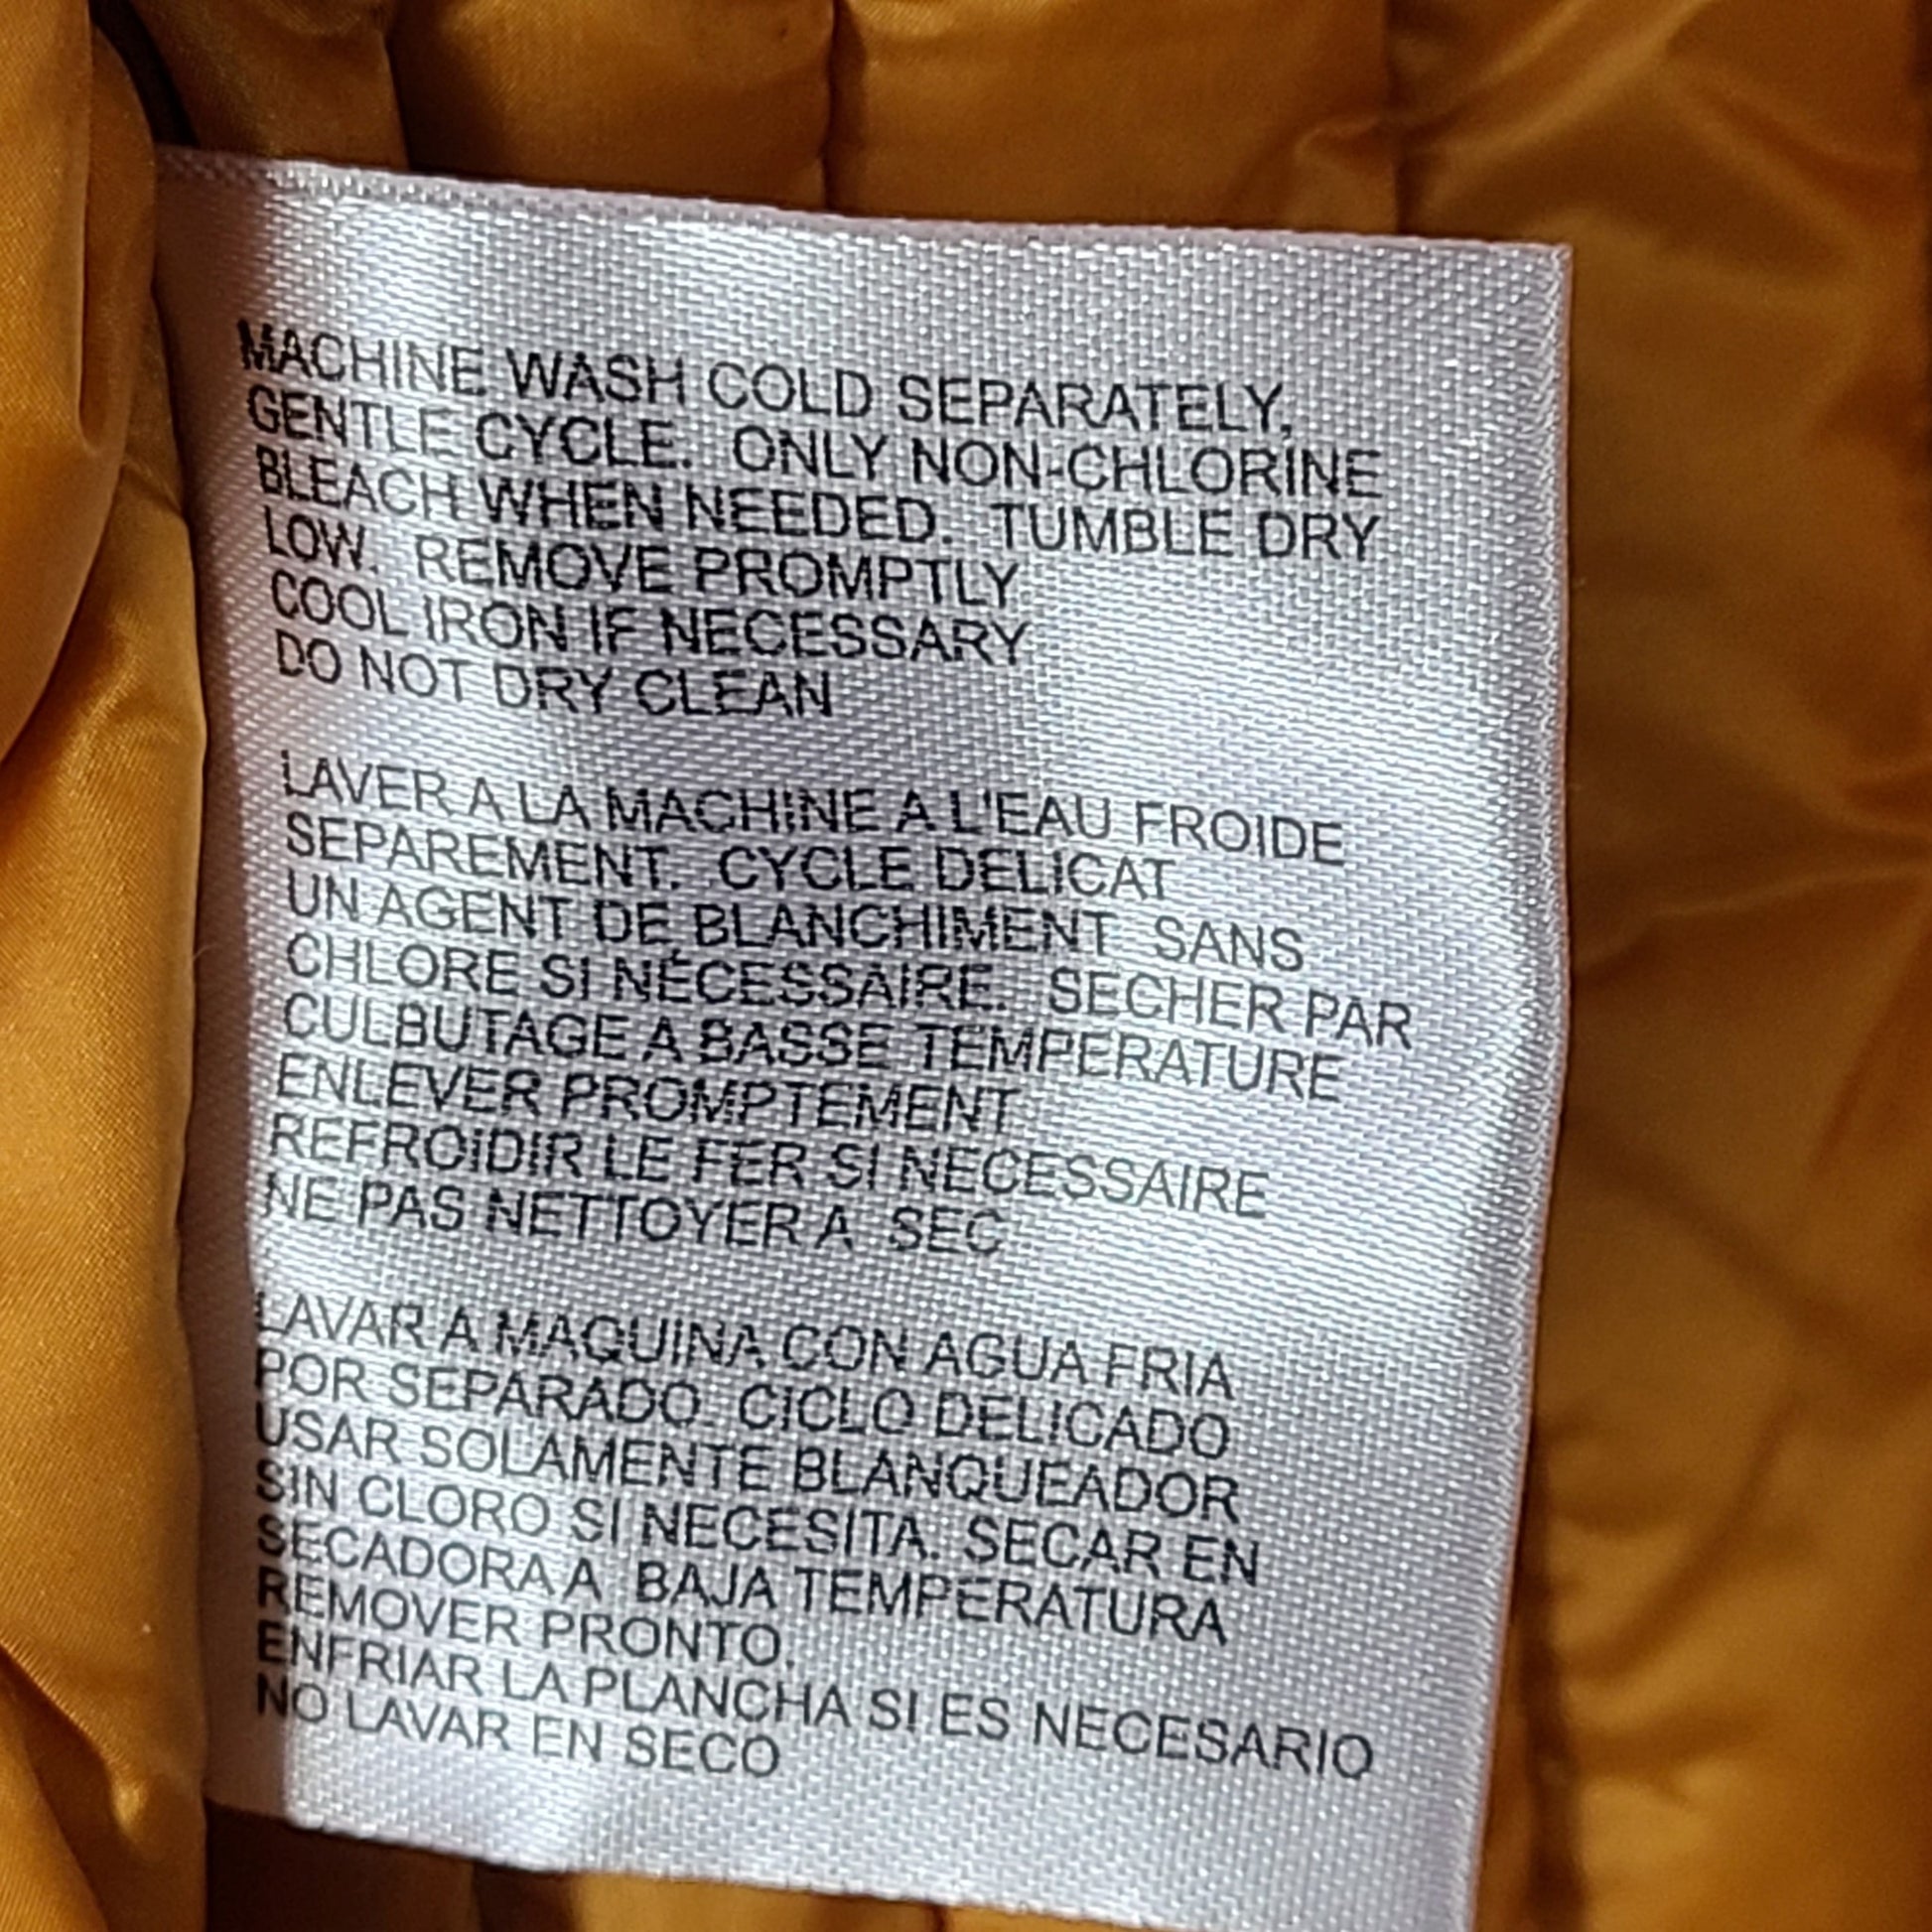 MACHINE WASH COLD SEPARATELY,
GENTLE CYCLE. ONLY NON-CHLORINE
BLEACH WHEN NEEDED. TUMBLE DRY
LOW. REMOVE PROMPTLY
COOL IRON IF NECESSARY
DO NOT DRY CLEAN
LAVER A LA MACHINE A L'EAU FROIDE
SEPAREMENT. CYCLE DELICAT
UN AGENT DE BLANCHIMENT SANS
CHLORE SI NÉCESSAIRE. SECHER PAR
CULBUTAGE A BASSE TEMPERATURE
ENLEVER PROMPTEMENT
REFROIDIR LE FER SI NECESSAIRE
NE PAS NETTOYER A SEC
LAVAR A MAQUINA CON AGUA FRIA
POR SEPARADO. CICLO DELICADO
USAR SOLAMENTE BLANQUEADOR
SIN CLORO SI NECESITA. SECAR EN
SECADORA A BAJA TEMPERATURA
REMOVER PRONTO.
ENFRIAR LA PLANCHA SI ES NECESARIO
NO LAVAR EN SECO